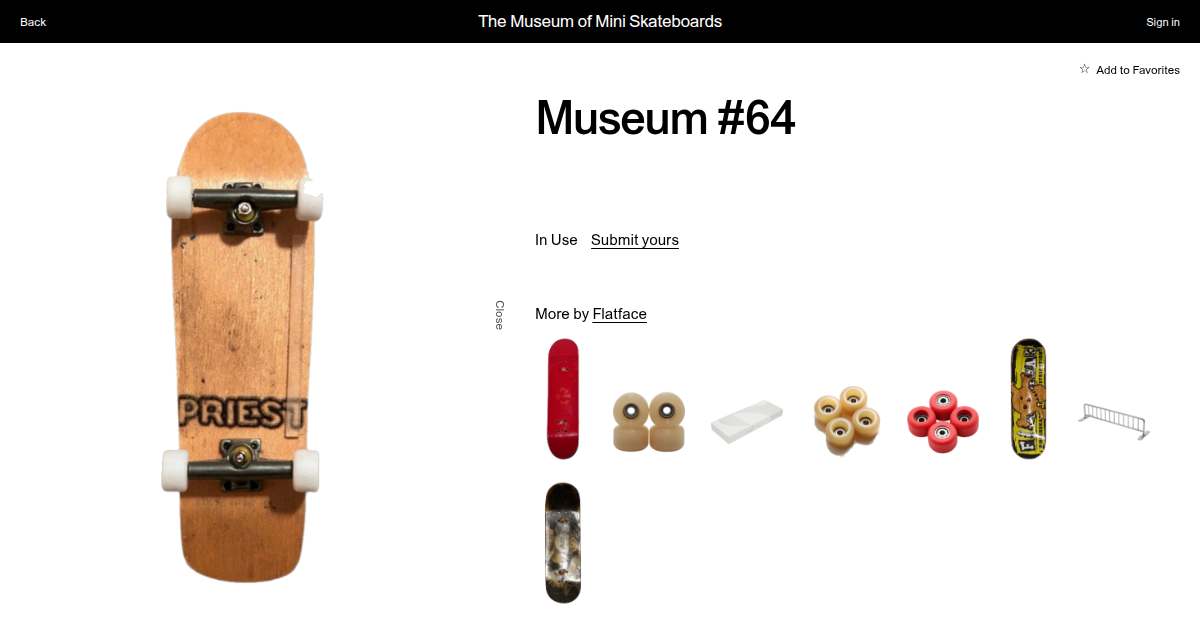 Back
The Museum of Mini Skateboards
Sign in
☆ Add to Favorites
Museum #64
In Use Submit yours
Close
More by Flatface
PRIEST